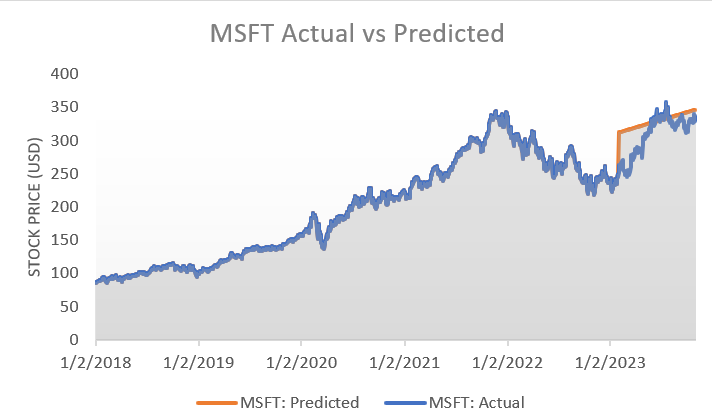 MSFT Actual vs Predicted
STOCK PRICE (USD)
400
350
300
250
200
150
100
50
0
1/2/2018 1/2/2019 1/2/2020 1/2/2021 1/2/2022 1/2/2023
MSFT: Predicted MSFT: Actual